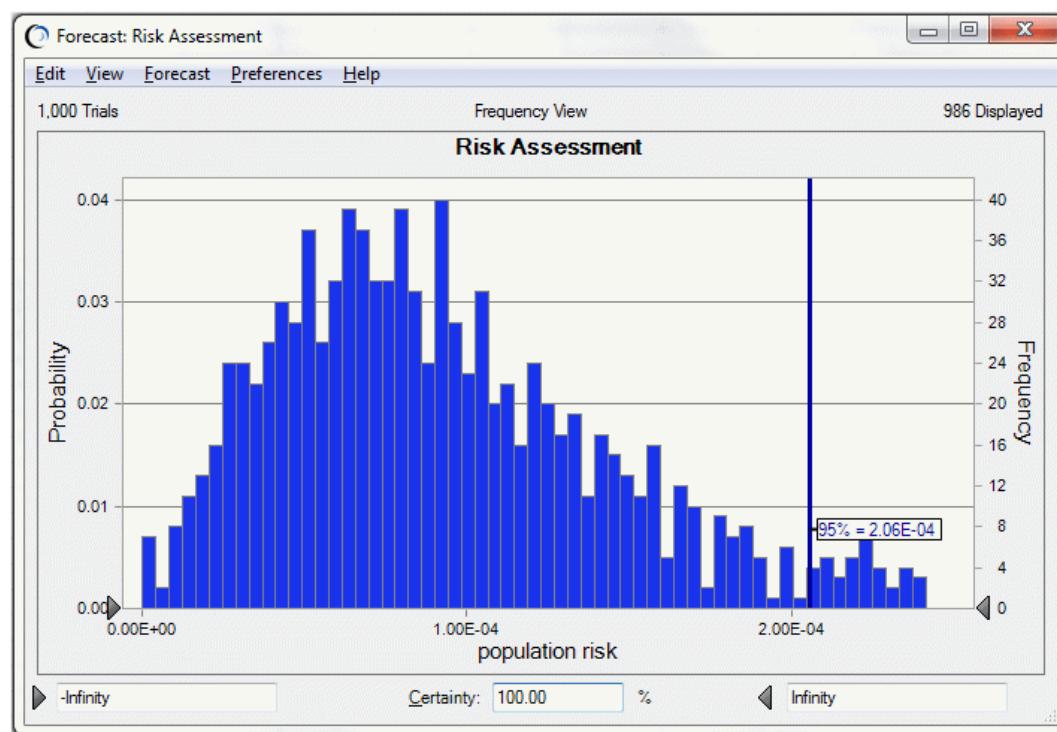 Forecast: Risk Assessment
Edit View Forecast Preferences Help
1,000 Trials Frequency View 986 Displayed
Risk Assessment
0.04 40
36
32
0.03
28
24
0.02 20
16
12
0.01
95% = 2.06E-04 8
4
0.00 0
Probability
Frequency
0.00E+00 1.00E-04 2.00E-04
population risk
-Infinity Certainty: 100.00 % Infinity